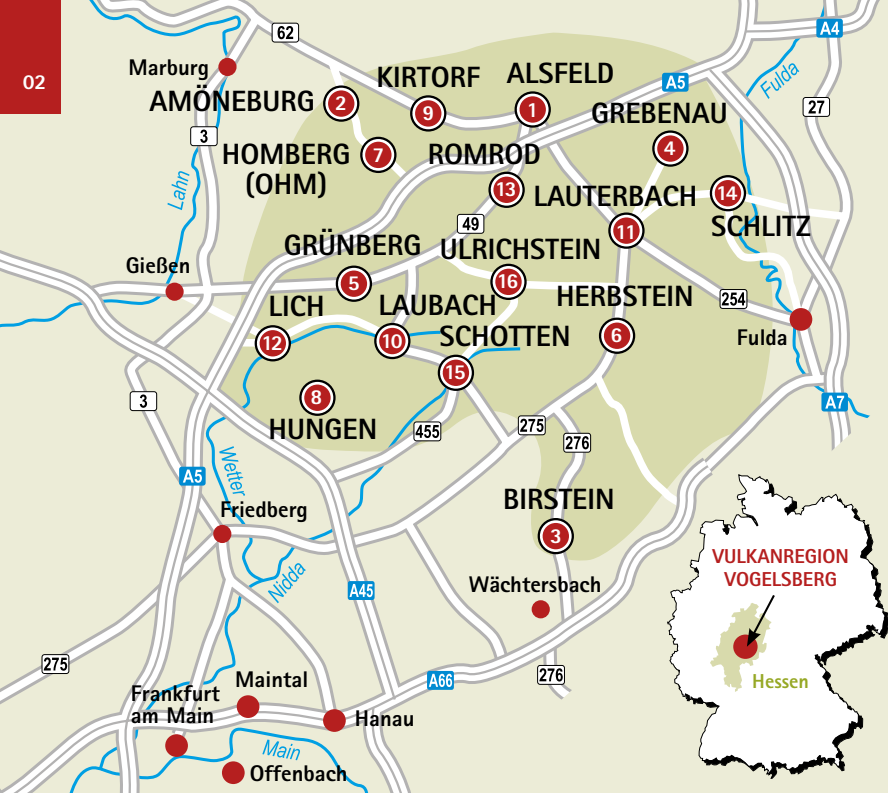 02
62
A4
Marburg
KIRTORF
ALSFELD
A5
Fulda
AMÖNEBURG
2
9
1
GREBENAU
27
3
HOMBERG
(OHM)
7
ROMROD
4
Lahn
13
LAUTERBACH
14
49
11
SCHLITZ
GRÜNBERG
ULRICHSTEIN
Gießen
5
16
HERBSTEIN
254
LICH
LAUBACH
SCHOTTEN
12
10
6
Fulda
15
3
8
HUNGEN
A7
455
275
276
A5
Wetter
BIRSTEIN
Friedberg
3
VULKANREGION
VOGELSBERG
Nidda
A45
Wächtersbach
275
276
A66
Hessen
Maintal
Frankfurt
am Main
Hanau
Main
Offenbach